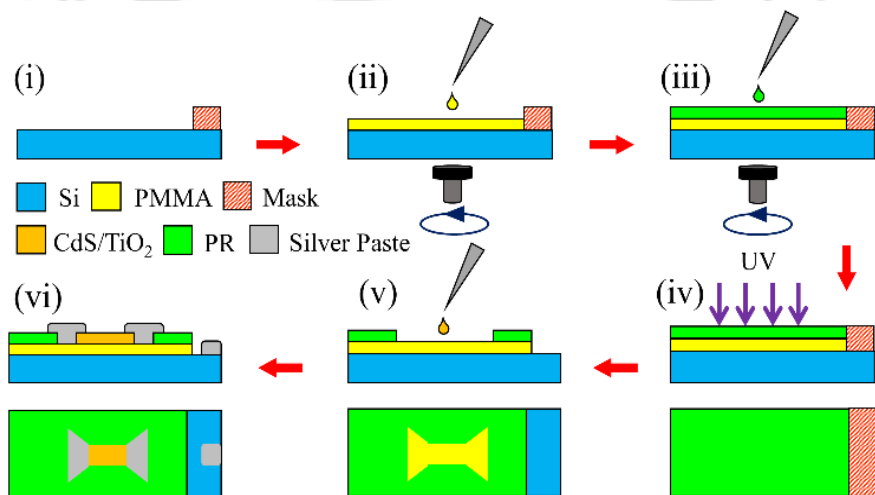 (i)
(ii)
(iii)
Si PMMA Mask
CdS/TiO₂ PR Silver Paste
UV
(vi)
(v)
(iv)